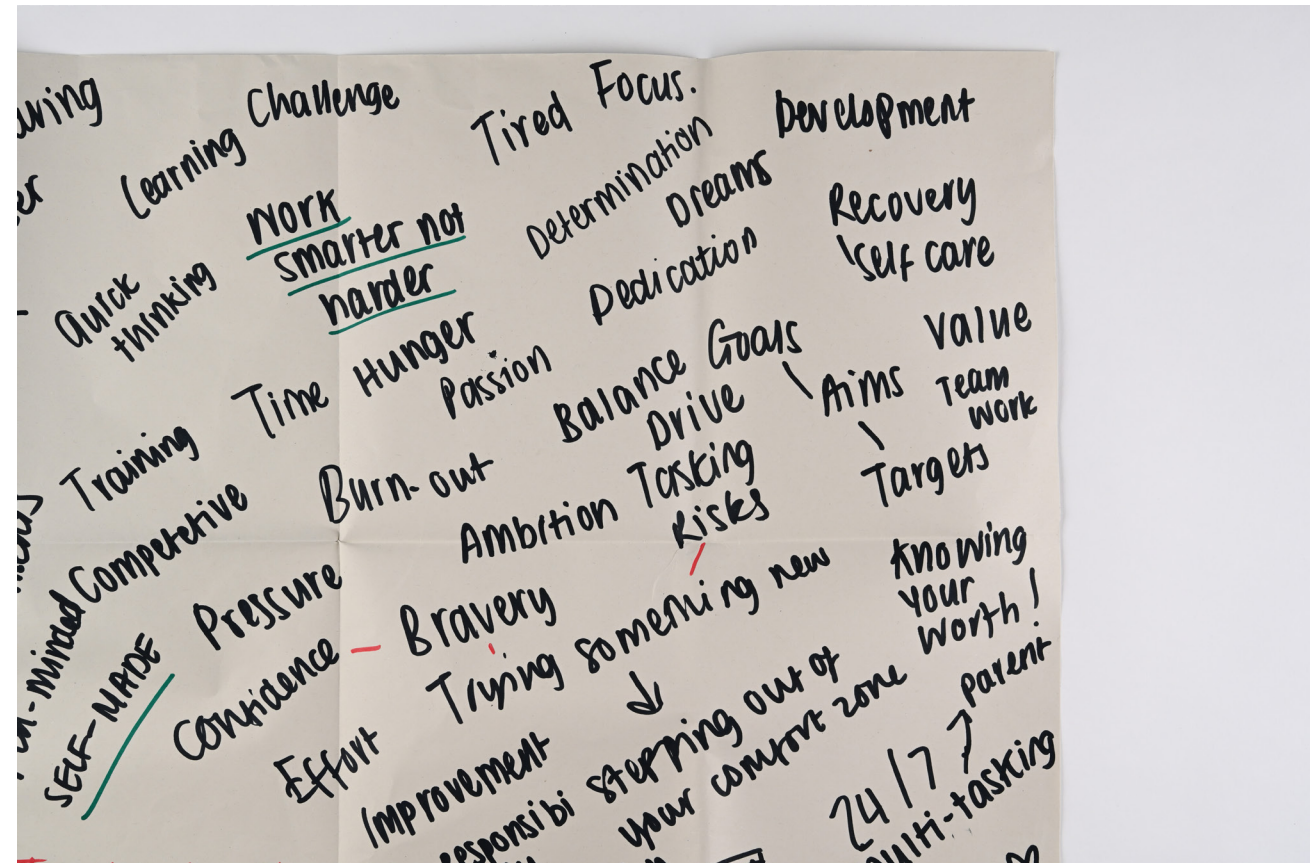 Challenge
Tired
Focus.
Development
Learning
Determination
Dreams
Recovery
Self care
Work
smarter not
harder
Dedication
Quick
thinking
Time
Hunger
Passion
Balance
Goals
Value
Drive
Aims
Team
work
Training
Burn-out
Tasking
Targets
Competetive
Ambition
Risks
Pressure
Bravery
Trying something new
Knowing
your
worth!
SELF-MADE
Confidence
Effort
Improvement
stepping out of
your comfort zone
24/7
parent